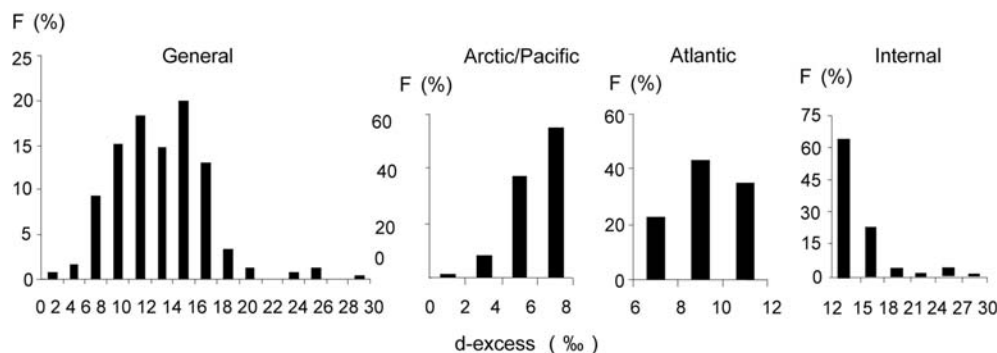 F (%)
General
25
20
15
10
5
0
0 2 4 6 8 10 12 14 16 18 20 22 24 26 28 30
Arctic/Pacific
F (%)
60
40
20
0
0 2 4 6 8
Atlantic
F (%)
60
40
20
0
6 8 10 12
Internal
F (%)
75
60
45
30
15
0
12 15 18 21 24 27 30
d-excess ( ‰ )